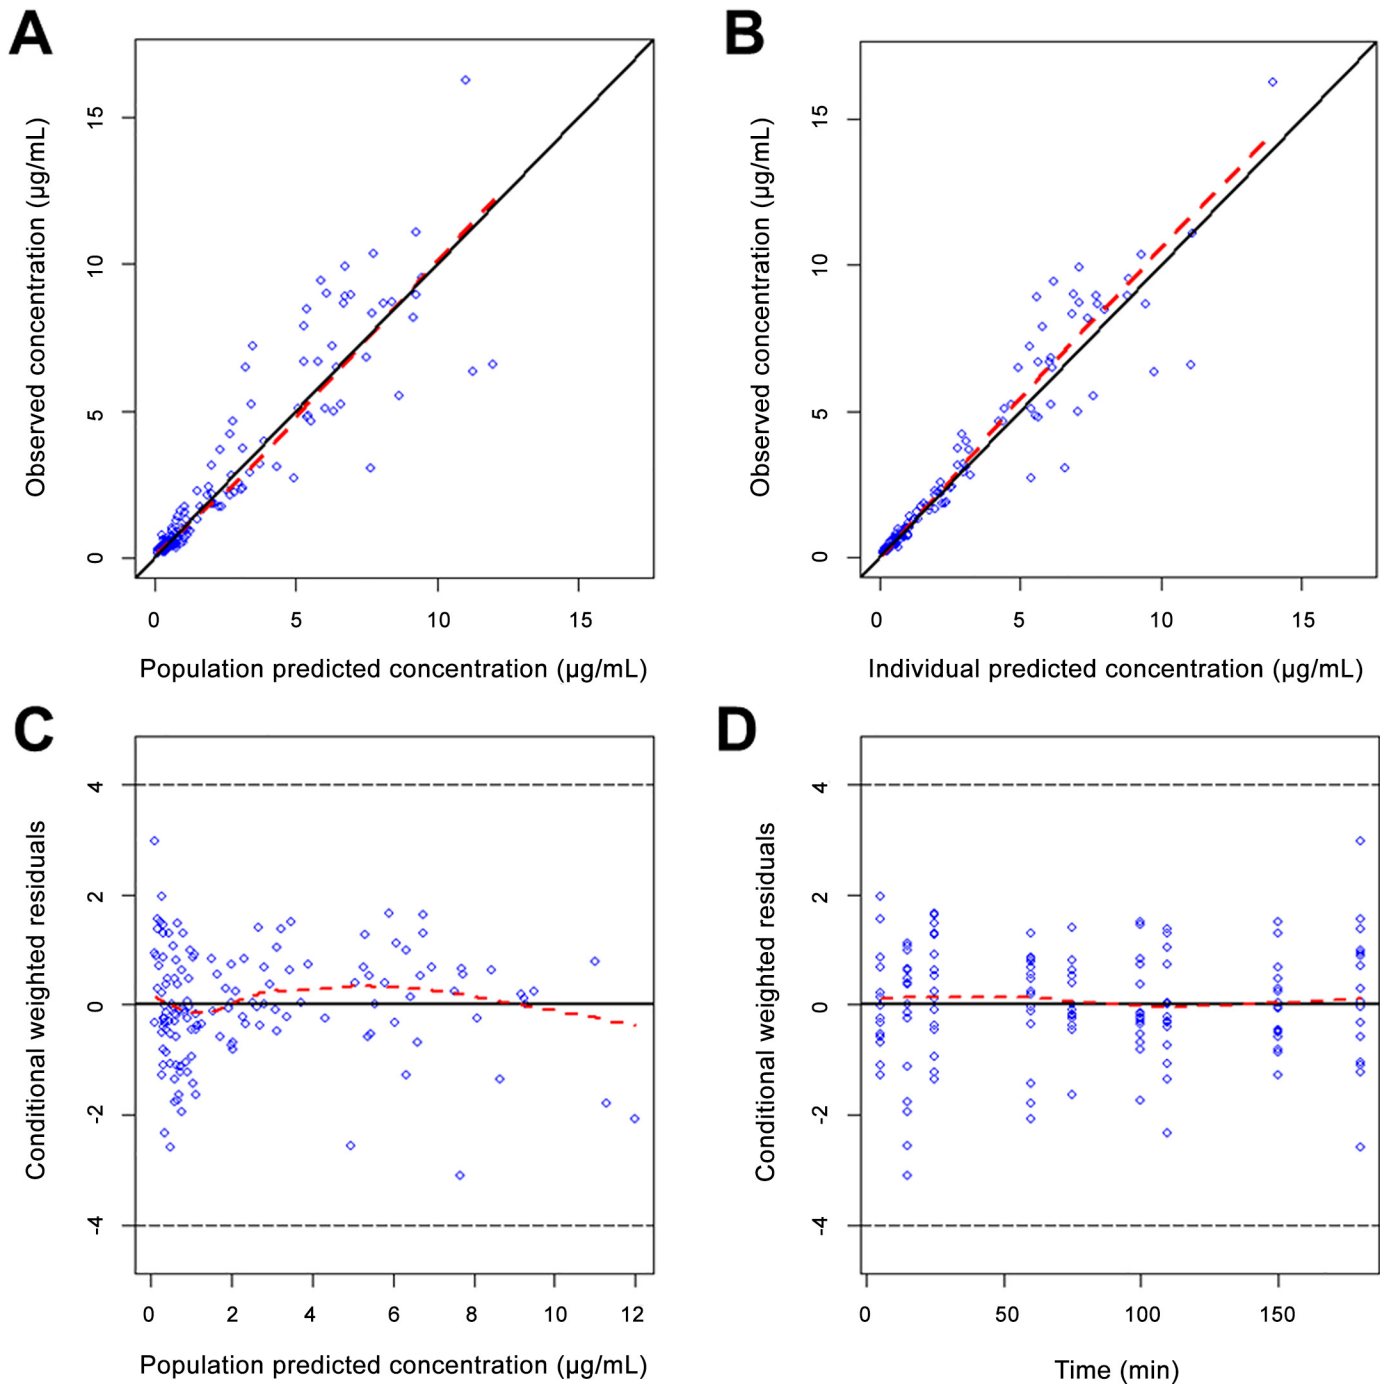 A
B
Observed concentration (µg/mL)
15
10
5
0
0 5 10 15
Population predicted concentration (µg/mL)
Observed concentration (µg/mL)
15
10
5
0
0 5 10 15
Individual predicted concentration (µg/mL)
C
D
Conditional weighted residuals
4
2
0
-2
-4
0 2 4 6 8 10 12
Population predicted concentration (µg/mL)
Conditional weighted residuals
4
2
0
-2
-4
0 50 100 150
Time (min)